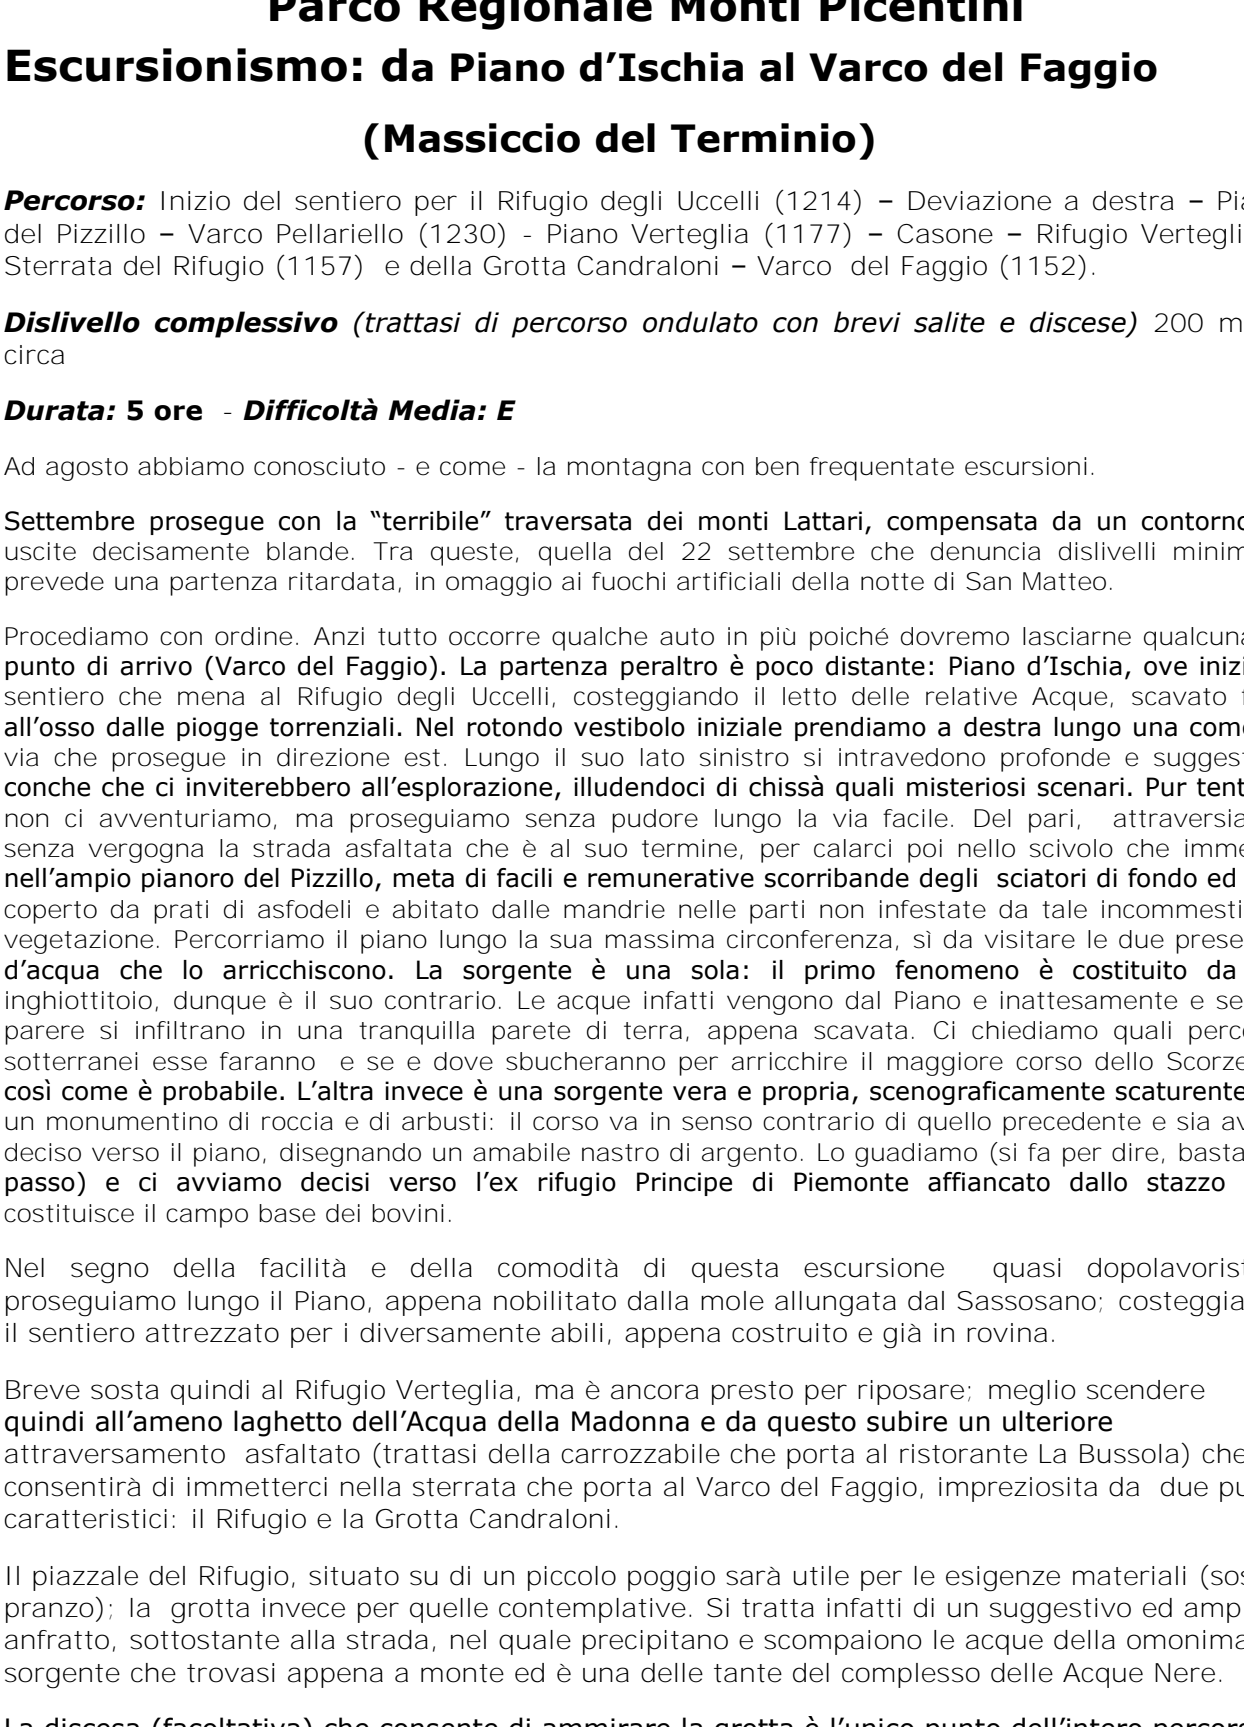 Parco Regionale Monti Picentini
Escursionismo: da Piano d’Ischia al Varco del Faggio
(Massiccio del Terminio)
Percorso: Inizio del sentiero per il Rifugio degli Uccelli (1214) – Deviazione a destra – Pia
del Pizzillo – Varco Pellariello (1230) - Piano Verteglia (1177) – Casone – Rifugio Vertegli
Sterrata del Rifugio (1157) e della Grotta Candraloni – Varco del Faggio (1152).
Dislivello complessivo (trattasi di percorso ondulato con brevi salite e discese) 200 m
circa
Durata: 5 ore - Difficoltà Media: E
Ad agosto abbiamo conosciuto - e come - la montagna con ben frequentate escursioni.
Settembre prosegue con la “terribile” traversata dei monti Lattari, compensata da un contorno
uscite decisamente blande. Tra queste, quella del 22 settembre che denuncia dislivelli minim
prevede una partenza ritardata, in omaggio ai fuochi artificiali della notte di San Matteo.
Procediamo con ordine. Anzi tutto occorre qualche auto in più poiché dovremo lasciarne qualcuna
punto di arrivo (Varco del Faggio). La partenza peraltro è poco distante: Piano d’Ischia, ove inizi
sentiero che mena al Rifugio degli Uccelli, costeggiando il letto delle relative Acque, scavato f
all’osso dalle piogge torrenziali. Nel rotondo vestibolo iniziale prendiamo a destra lungo una como
via che prosegue in direzione est. Lungo il suo lato sinistro si intravedono profonde e suggest
conche che ci inviterebbero all’esplorazione, illudendoci di chissà quali misteriosi scenari. Pur tent
non ci avventuriamo, ma proseguiamo senza pudore lungo la via facile. Del pari, attraversia
senza vergogna la strada asfaltata che è al suo termine, per calarci poi nello scivolo che imme
nell’ampio pianoro del Pizzillo, meta di facili e remunerative scorribande degli sciatori di fondo ed
coperto da prati di asfodeli e abitato dalle mandrie nelle parti non infestate da tale incommesti
vegetazione. Percorriamo il piano lungo la sua massima circonferenza, sì da visitare le due prese
d’acqua che lo arricchiscono. La sorgente è una sola: il primo fenomeno è costituito da
inghiottitoio, dunque è il suo contrario. Le acque infatti vengono dal Piano e inattesamente e se
parere si infiltrano in una tranquilla parete di terra, appena scavata. Ci chiediamo quali perco
sotterranei esse faranno e se e dove sbucheranno per arricchire il maggiore corso dello Scorze
così come è probabile. L’altra invece è una sorgente vera e propria, scenograficamente scaturente
un monumentino di roccia e di arbusti: il corso va in senso contrario di quello precedente e sia av
deciso verso il piano, disegnando un amabile nastro di argento. Lo guadiamo (si fa per dire, basta
passo) e ci avviamo decisi verso l’ex rifugio Principe di Piemonte affiancato dallo stazzo
costituisce il campo base dei bovini.
Nel segno della facilità e della comodità di questa escursione quasi dopolavorist
proseguiamo lungo il Piano, appena nobilitato dalla mole allungata dal Sassosano; costeggia
il sentiero attrezzato per i diversamente abili, appena costruito e già in rovina.
Breve sosta quindi al Rifugio Verteglia, ma è ancora presto per riposare; meglio scendere
quindi all’ameno laghetto dell’Acqua della Madonna e da questo subire un ulteriore
attraversamento asfaltato (trattasi della carrozzabile che porta al ristorante La Bussola) che
consentirà di immetterci nella sterrata che porta al Varco del Faggio, impreziosita da due pu
caratteristici: il Rifugio e la Grotta Candraloni.
Il piazzale del Rifugio, situato su di un piccolo poggio sarà utile per le esigenze materiali (sos
pranzo); la grotta invece per quelle contemplative. Si tratta infatti di un suggestivo ed amp
anfratto, sottostante alla strada, nel quale precipitano e scompaiono le acque della omonima
sorgente che trovasi appena a monte ed è una delle tante del complesso delle Acque Nere.
La discesa (facoltativa) che consente di ammirare la grotta è l’unico punto dell’intero percors